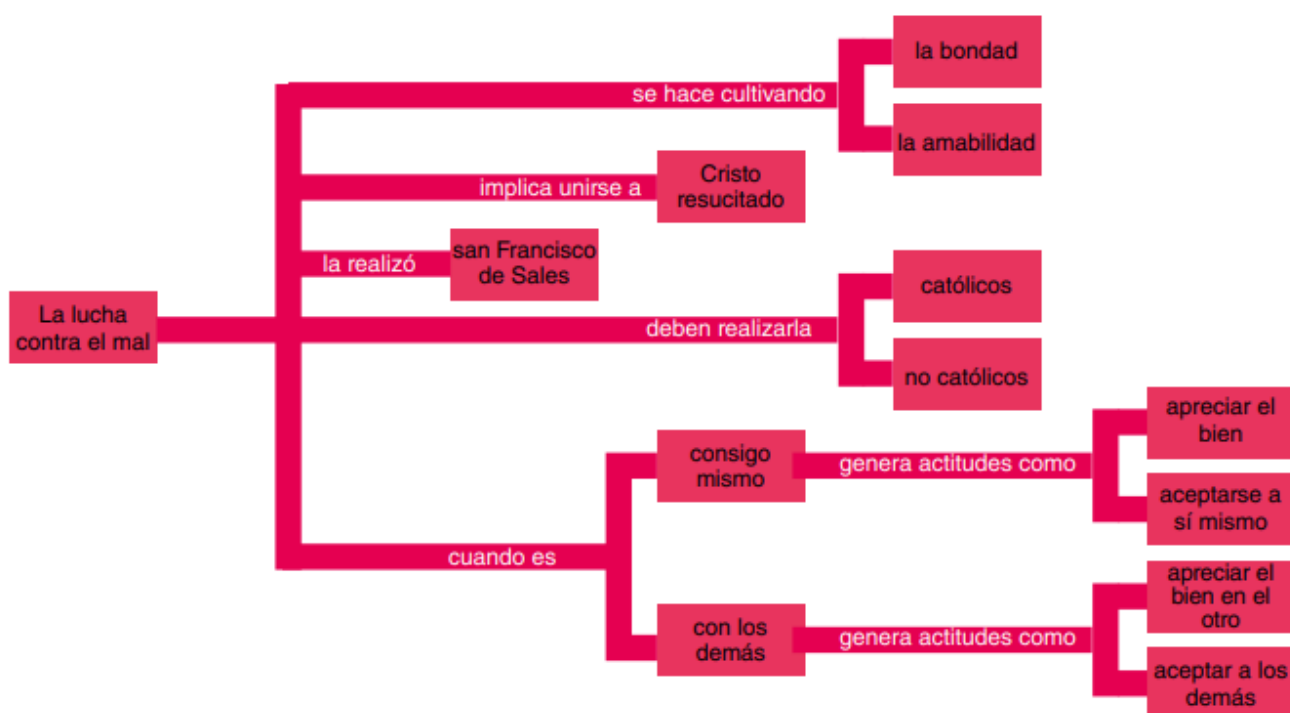 la bondad
se hace cultivando
la amabilidad
implica unirse a
Cristo
resucitado
la realizó
san Francisco
de Sales
La lucha
contra el mal
católicos
deben realizarla
no católicos
cuando es
consigo
mismo
genera actitudes como
apreciar el
bien
aceptarse a
sí mismo
con los
demás
genera actitudes como
apreciar el
bien en el
otro
aceptar a los
demás